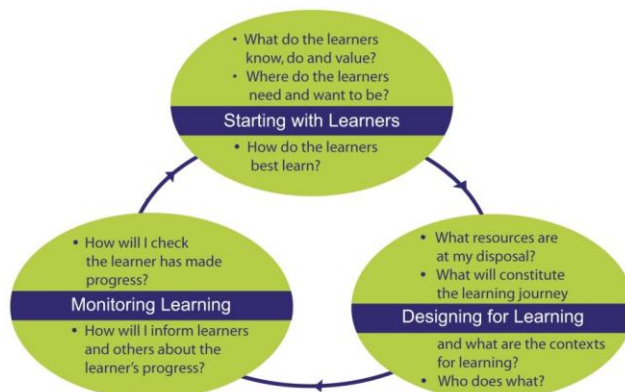 • What do the learners
know, do and value?
• Where do the learners
need and want to be?
Starting with Learners
• How do the learners
best learn?
• What resources are
at my disposal?
• What will constitute
the learning journey
Designing for Learning
and what are the contexts
for learning?
• Who does what?
• How will I check
the learner has made
progress?
Monitoring Learning
• How will I inform learners
and others about the
learner's progress?